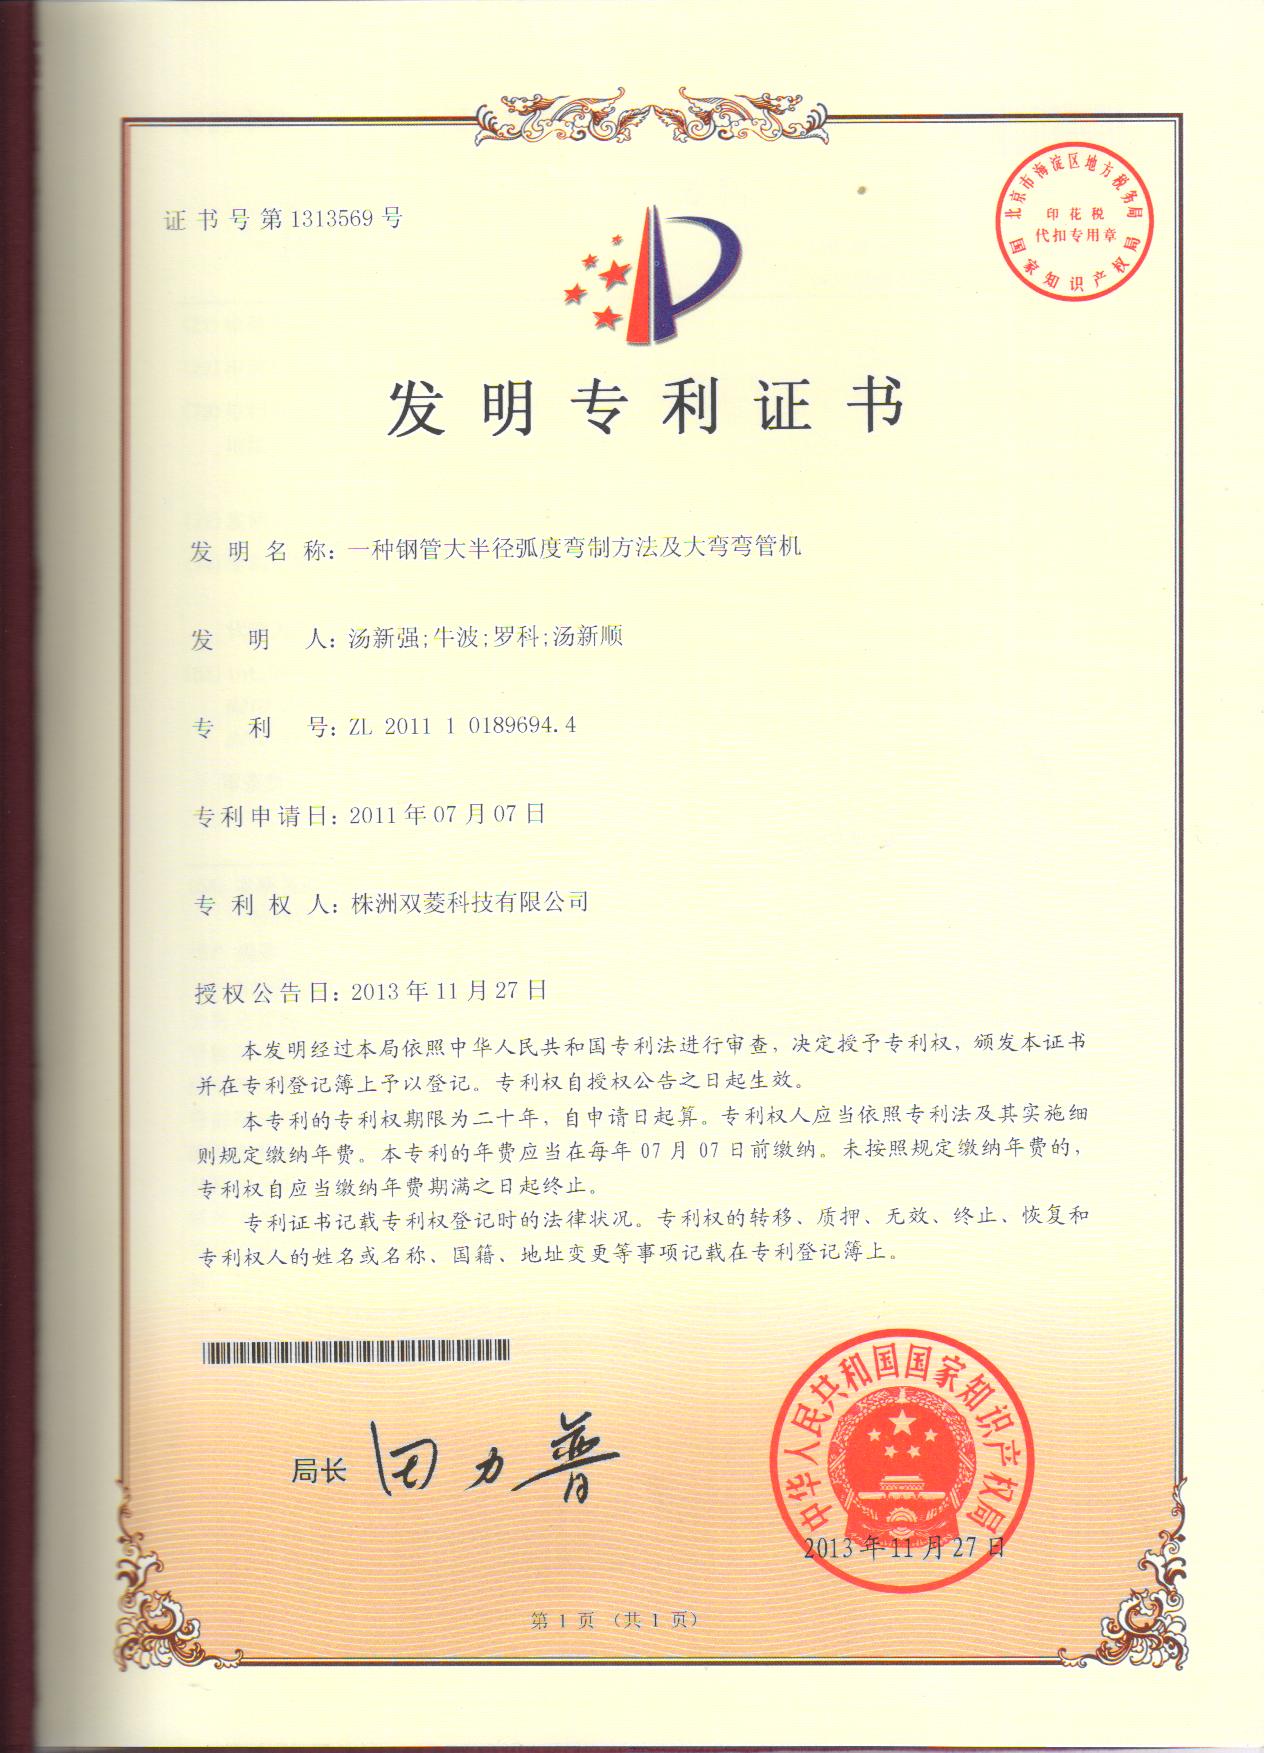 证书号第1313569号
北京市海淀区地方税务局
印花税
代扣专用章
国家知识产权局
发明专利证书
发明名称：一种钢管大半径弧度弯制方法及大弯弯管机
发明人：汤新强;牛波;罗科;汤新顺
专利号：ZL 2011 1 0189694.4
专利申请日：2011年07月07日
专利权人：株洲双菱科技有限公司
授权公告日：2013年11月27日
本发明经过本局依照中华人民共和国专利法进行审查，决定授予专利权，颁发本证书
并在专利登记簿上予以登记。专利权自授权公告之日起生效。
本专利的专利权期限为二十年，自申请日起算。专利权人应当依照专利法及其实施细
则规定缴纳年费。本专利的年费应当在每年07月07日前缴纳。未按照规定缴纳年费的，
专利权自应当缴纳年费期满之日起终止。
专利证书记载专利权登记时的法律状况。专利权的转移、质押、无效、终止、恢复和
专利权人的姓名或名称、国籍、地址变更等事项记载在专利登记簿上。
局长 田力普
中华人民共和国国家知识产权局
2013年11月27日
第1页（共1页）